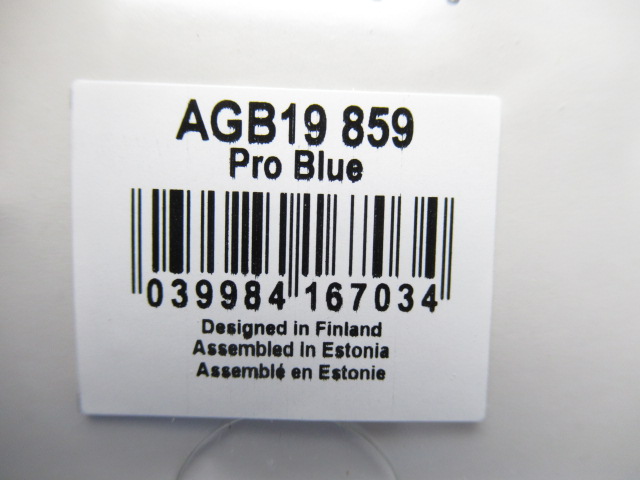 AGB19 859
Pro Blue
039984 167034
Designed in Finland
Assembled in Estonia
Assemblé en Estonie